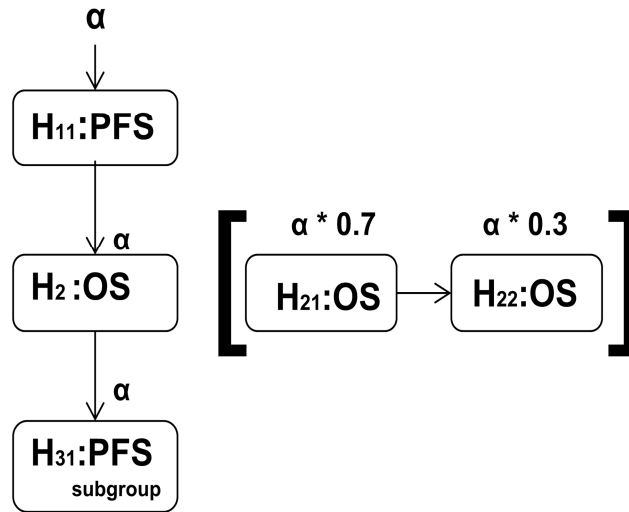 α
H₁₁:PFS
α
H₂:OS
α
H₃₁:PFS
subgroup
α * 0.7
α * 0.3
H₂₁:OS
H₂₂:OS